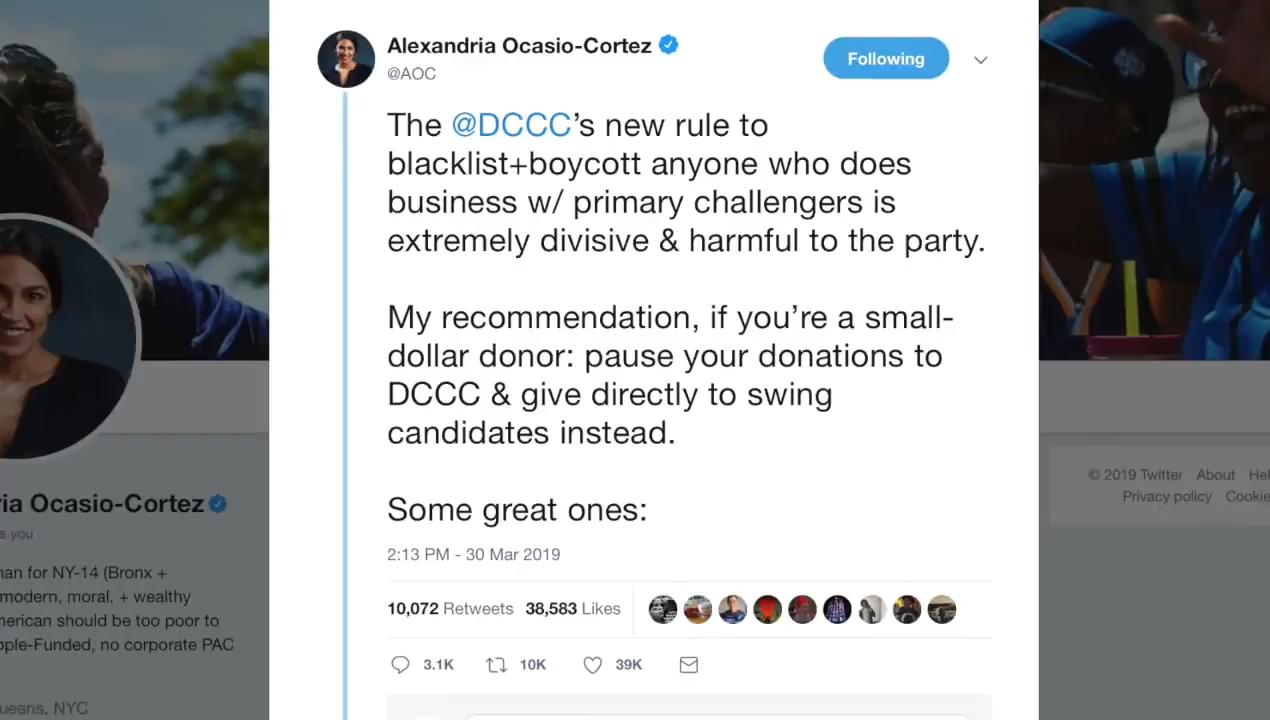 Alexandria Ocasio-Cortez
@AOC
Following
The @DCCC’s new rule to
blacklist+boycott anyone who does
business w/ primary challengers is
extremely divisive & harmful to the party.
My recommendation, if you’re a small-
dollar donor: pause your donations to
DCCC & give directly to swing
candidates instead.
Some great ones:
2:13 PM - 30 Mar 2019
10,072 Retweets 38,583 Likes
3.1K 10K 39K
ria Ocasio-Cortez
s you
an for NY-14 (Bronx +
modern, moral, + wealthy
merican should be too poor to
ple-Funded, no corporate PAC
ueens, NYC
© 2019 Twitter About Hel
Privacy policy Cookie